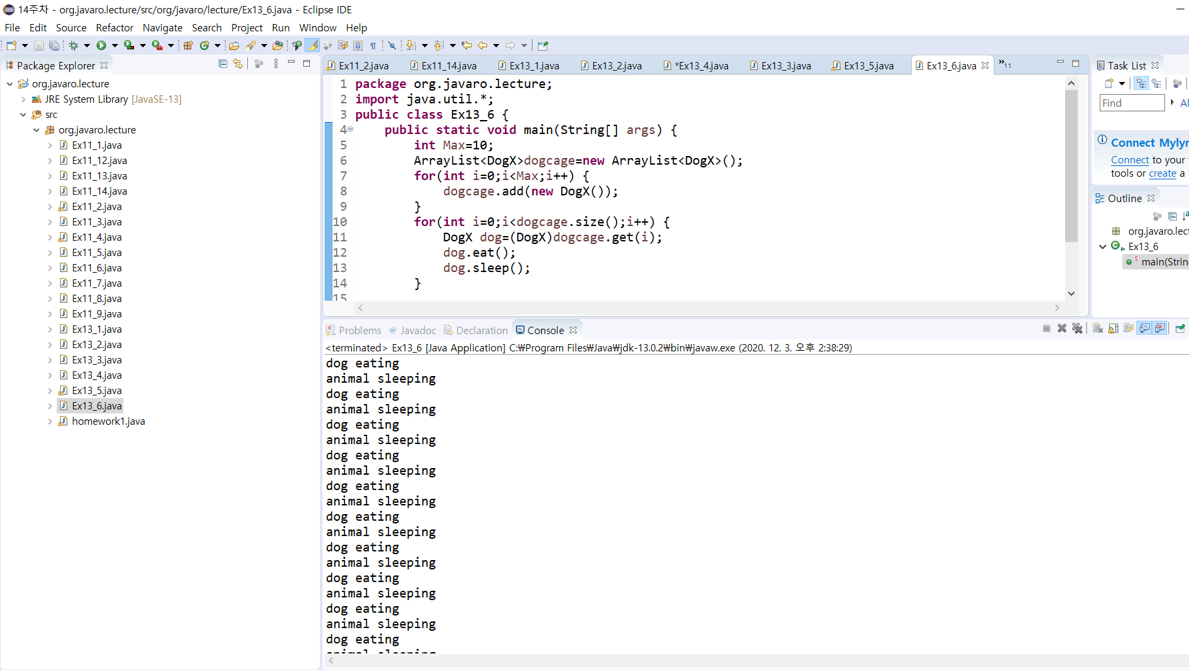 14주차 - org.javaro.lecture/src/org/javaro/lecture/Ex13_6.java - Eclipse IDE
File Edit Source Refactor Navigate Search Project Run Window Help
Package Explorer
org.javaro.lecture
JRE System Library [JavaSE-13]
src
org.javaro.lecture
Ex11_1.java
Ex11_12.java
Ex11_13.java
Ex11_14.java
Ex11_2.java
Ex11_3.java
Ex11_4.java
Ex11_5.java
Ex11_6.java
Ex11_7.java
Ex11_8.java
Ex11_9.java
Ex13_1.java
Ex13_2.java
Ex13_3.java
Ex13_4.java
Ex13_5.java
Ex13_6.java
homework1.java
Ex11_2.java Ex11_14.java Ex13_1.java Ex13_2.java *Ex13_4.java Ex13_3.java Ex13_5.java Ex13_6.java »11
1 package org.javaro.lecture;
2 import java.util.*;
3 public class Ex13_6 {
4 public static void main(String[] args) {
5 int Max=10;
6 ArrayList<DogX>dogcage=new ArrayList<DogX>();
7 for(int i=0;i<Max;i++) {
8 dogcage.add(new DogX());
9 }
10 for(int i=0;i<dogcage.size();i++) {
11 DogX dog=(DogX)dogcage.get(i);
12 dog.eat();
13 dog.sleep();
14 }
15
Problems Javadoc Declaration Console
<terminated> Ex13_6 [Java Application] C:₩Program Files₩Java₩jdk-13.0.2₩bin₩javaw.exe (2020. 12. 3. 오후 2:38:29)
dog eating
animal sleeping
dog eating
animal sleeping
dog eating
animal sleeping
dog eating
animal sleeping
dog eating
animal sleeping
dog eating
animal sleeping
dog eating
animal sleeping
dog eating
animal sleeping
dog eating
animal sleeping
dog eating
animal sleeping
Task List
Find Al
Connect Mylyn
Connect to your
tools or create a
Outline
org.javaro.lect
Ex13_6
main(Strin